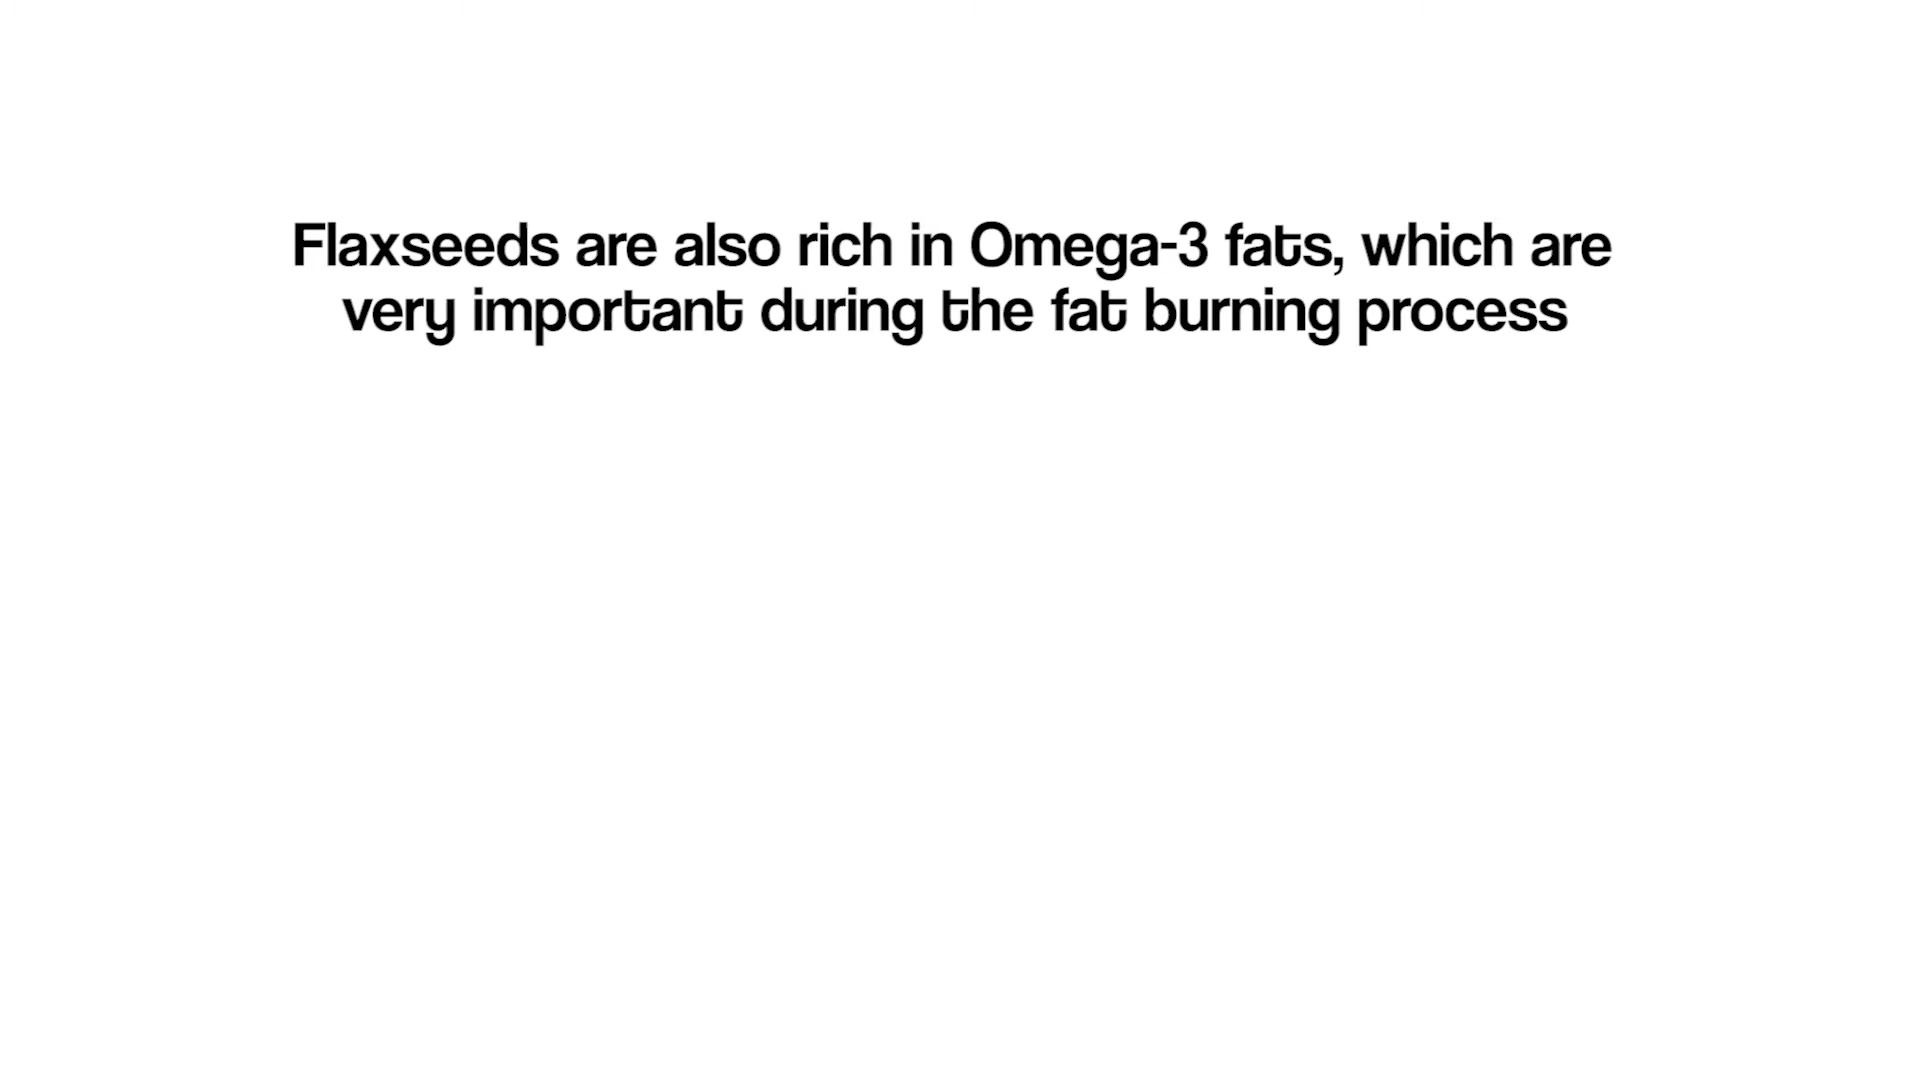 Flaxseeds are also rich in Omega-3 fats, which are
very important during the fat burning process